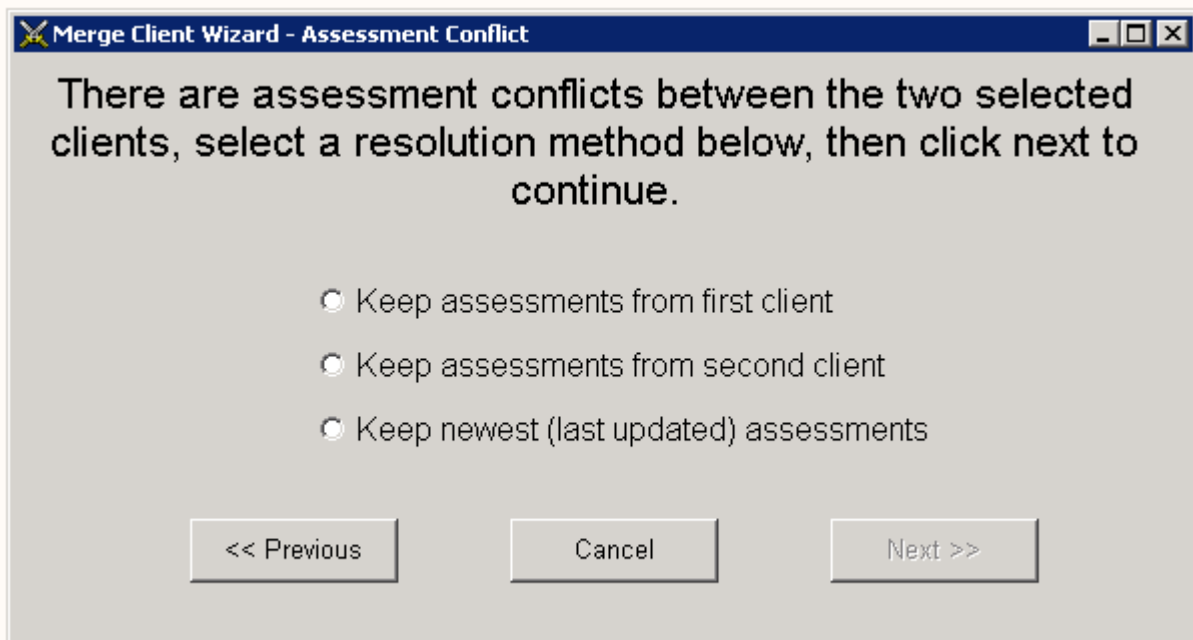 Merge Client Wizard - Assessment Conflict
There are assessment conflicts between the two selected
clients, select a resolution method below, then click next to
continue.
Keep assessments from first client
Keep assessments from second client
Keep newest (last updated) assessments
<< Previous Cancel Next >>